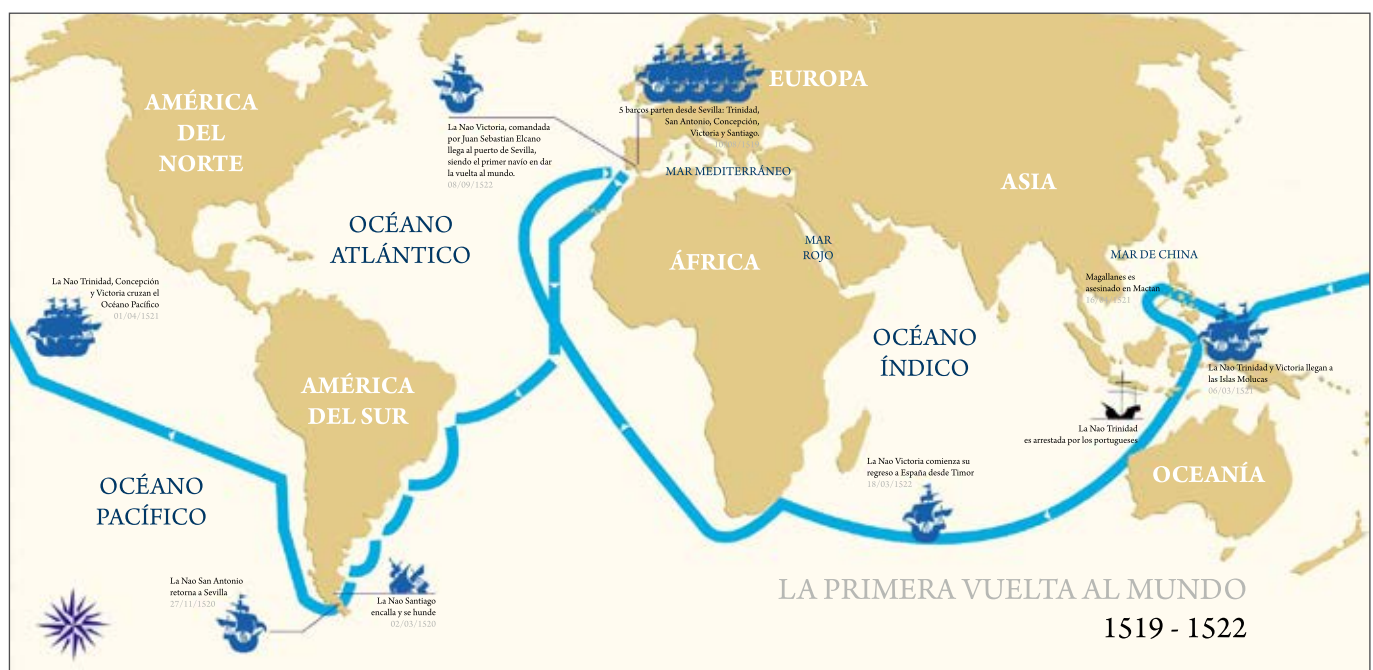 AMÉRICA
DEL
NORTE
La Nao Victoria, comandada
por Juan Sebastian Elcano
llega al puerto de Sevilla,
siendo el primer navío en dar
la vuelta al mundo.
08/09/1522
5 barcos parten desde Sevilla: Trinidad,
San Antonio, Concepción,
Victoria y Santiago.
EUROPA
MAR MEDITERRÁNEO
ASIA
OCÉANO
ATLÁNTICO
ÁFRICA
MAR
ROJO
MAR DE CHINA
Magallanes es
asesinado en Mactan
La Nao Trinidad, Concepción
y Victoria cruzan el
Océano Pacífico
01/04/1521
OCÉANO
ÍNDICO
La Nao Trinidad y Victoria llegan a
las Islas Molucas
06/03/1521
AMÉRICA
DEL SUR
La Nao Trinidad
es arrestada por los portugueses
La Nao Victoria comienza su
regreso a España desde Timor
18/03/1522
OCEANÍA
OCÉANO
PACÍFICO
La Nao San Antonio
retorna a Sevilla
27/11/1520
La Nao Santiago
encalla y se hunde
02/03/1520
LA PRIMERA VUELTA AL MUNDO
1519 - 1522